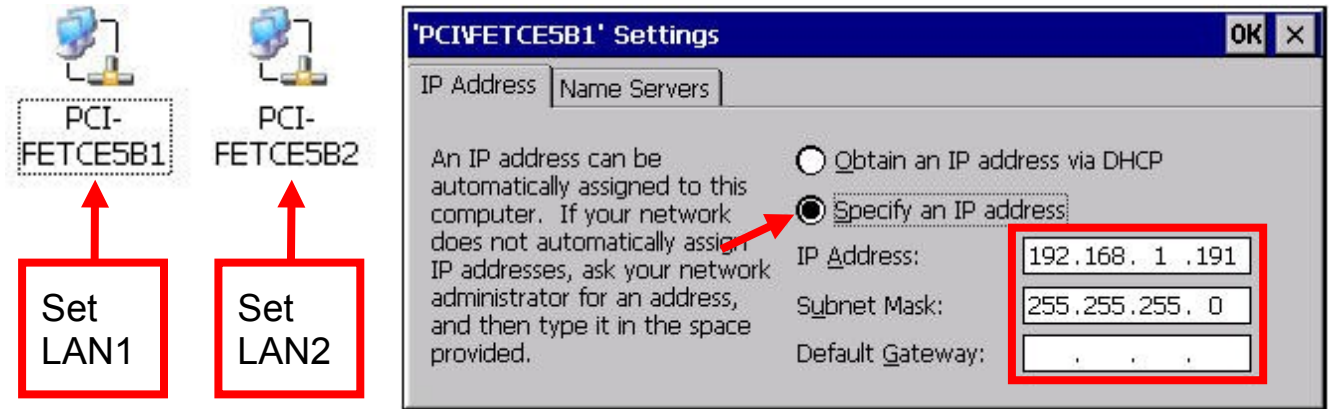 PCI-
FETCE5B1
PCI-
FETCE5B2
Set
LAN1
Set
LAN2
'PCI\FETCE5B1' Settings
OK ×
IP Address
Name Servers
An IP address can be
automatically assigned to this
computer. If your network
does not automatically assign
IP addresses, ask your network
administrator for an address,
and then type it in the space
provided.
Obtain an IP address via DHCP
Specify an IP address
IP Address: 192.168. 1 .191
Subnet Mask: 255.255.255. 0
Default Gateway: . . .